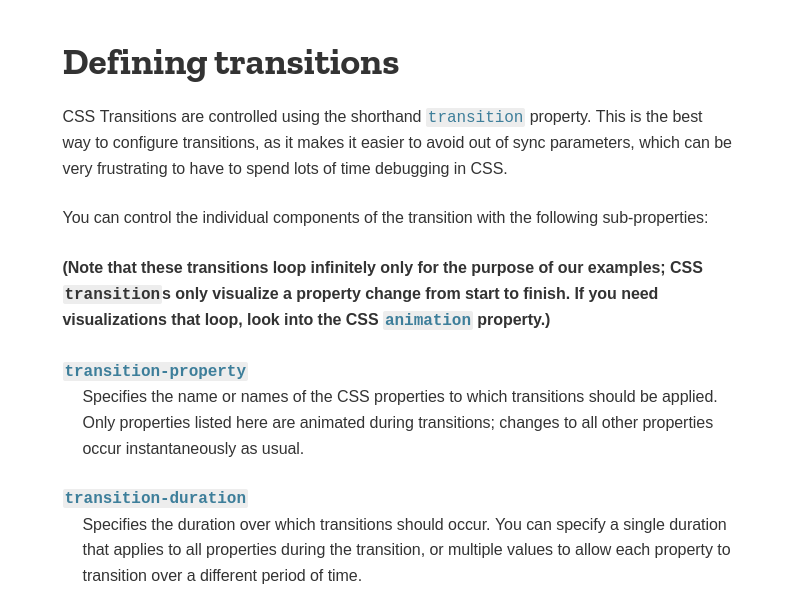 Defining transitions
CSS Transitions are controlled using the shorthand transition property. This is the best
way to configure transitions, as it makes it easier to avoid out of sync parameters, which can be
very frustrating to have to spend lots of time debugging in CSS.
You can control the individual components of the transition with the following sub-properties:
(Note that these transitions loop infinitely only for the purpose of our examples; CSS
transitions only visualize a property change from start to finish. If you need
visualizations that loop, look into the CSS animation property.)
transition-property
Specifies the name or names of the CSS properties to which transitions should be applied.
Only properties listed here are animated during transitions; changes to all other properties
occur instantaneously as usual.
transition-duration
Specifies the duration over which transitions should occur. You can specify a single duration
that applies to all properties during the transition, or multiple values to allow each property to
transition over a different period of time.